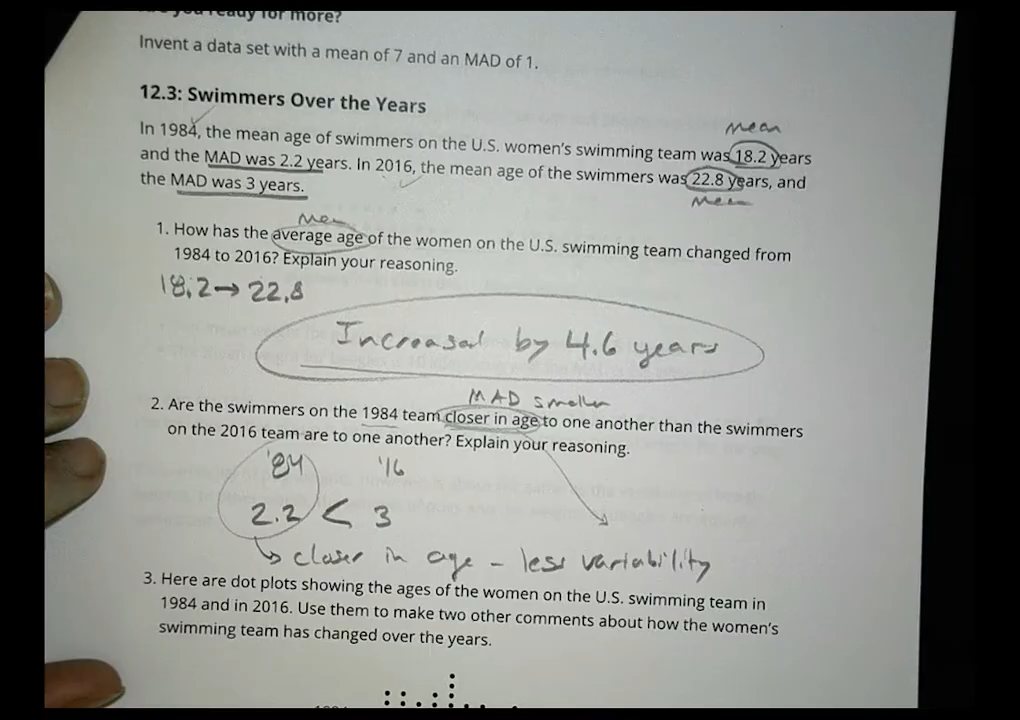 you ready for more?
Invent a data set with a mean of 7 and an MAD of 1.
12.3: Swimmers Over the Years
mean
In 1984, the mean age of swimmers on the U.S. women's swimming team was 18.2 years
and the MAD was 2.2 years. In 2016, the mean age of the swimmers was 22.8 years, and
the MAD was 3 years.
mean
mean
1. How has the average age of the women on the U.S. swimming team changed from
1984 to 2016? Explain your reasoning.
18.2→22.8
Increased by 4.6 years
MAD smaller
2. Are the swimmers on the 1984 team closer in age to one another than the swimmers
on the 2016 team are to one another? Explain your reasoning.
'84 '16
2.2 < 3
closer in age - less variability
3. Here are dot plots showing the ages of the women on the U.S. swimming team in
1984 and in 2016. Use them to make two other comments about how the women's
swimming team has changed over the years.